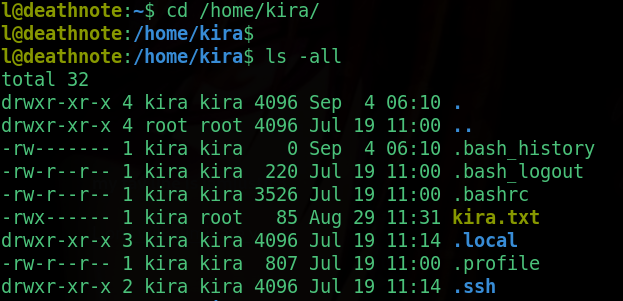 l@deathnote:~$ cd /home/kira/
l@deathnote:/home/kira$
l@deathnote:/home/kira$ ls -all
total 32
drwxr-xr-x 4 kira kira 4096 Sep  4 06:10 .
drwxr-xr-x 4 root root 4096 Jul 19 11:00 ..
-rw------- 1 kira kira    0 Sep  4 06:10 .bash_history
-rw-r--r-- 1 kira kira  220 Jul 19 11:00 .bash_logout
-rw-r--r-- 1 kira kira 3526 Jul 19 11:00 .bashrc
-rwx------ 1 kira root   85 Aug 29 11:31 kira.txt
drwxr-xr-x 3 kira kira 4096 Jul 19 11:14 .local
-rw-r--r-- 1 kira kira  807 Jul 19 11:00 .profile
drwxr-xr-x 2 kira kira 4096 Jul 19 11:14 .ssh